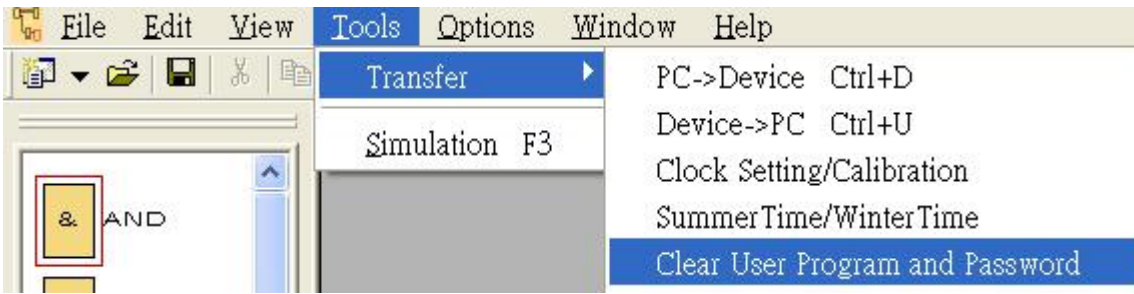 File Edit View Tools Options Window Help
Transfer
Simulation F3
PC->Device Ctrl+D
Device->PC Ctrl+U
Clock Setting/Calibration
SummerTime/WinterTime
Clear User Program and Password
& AND